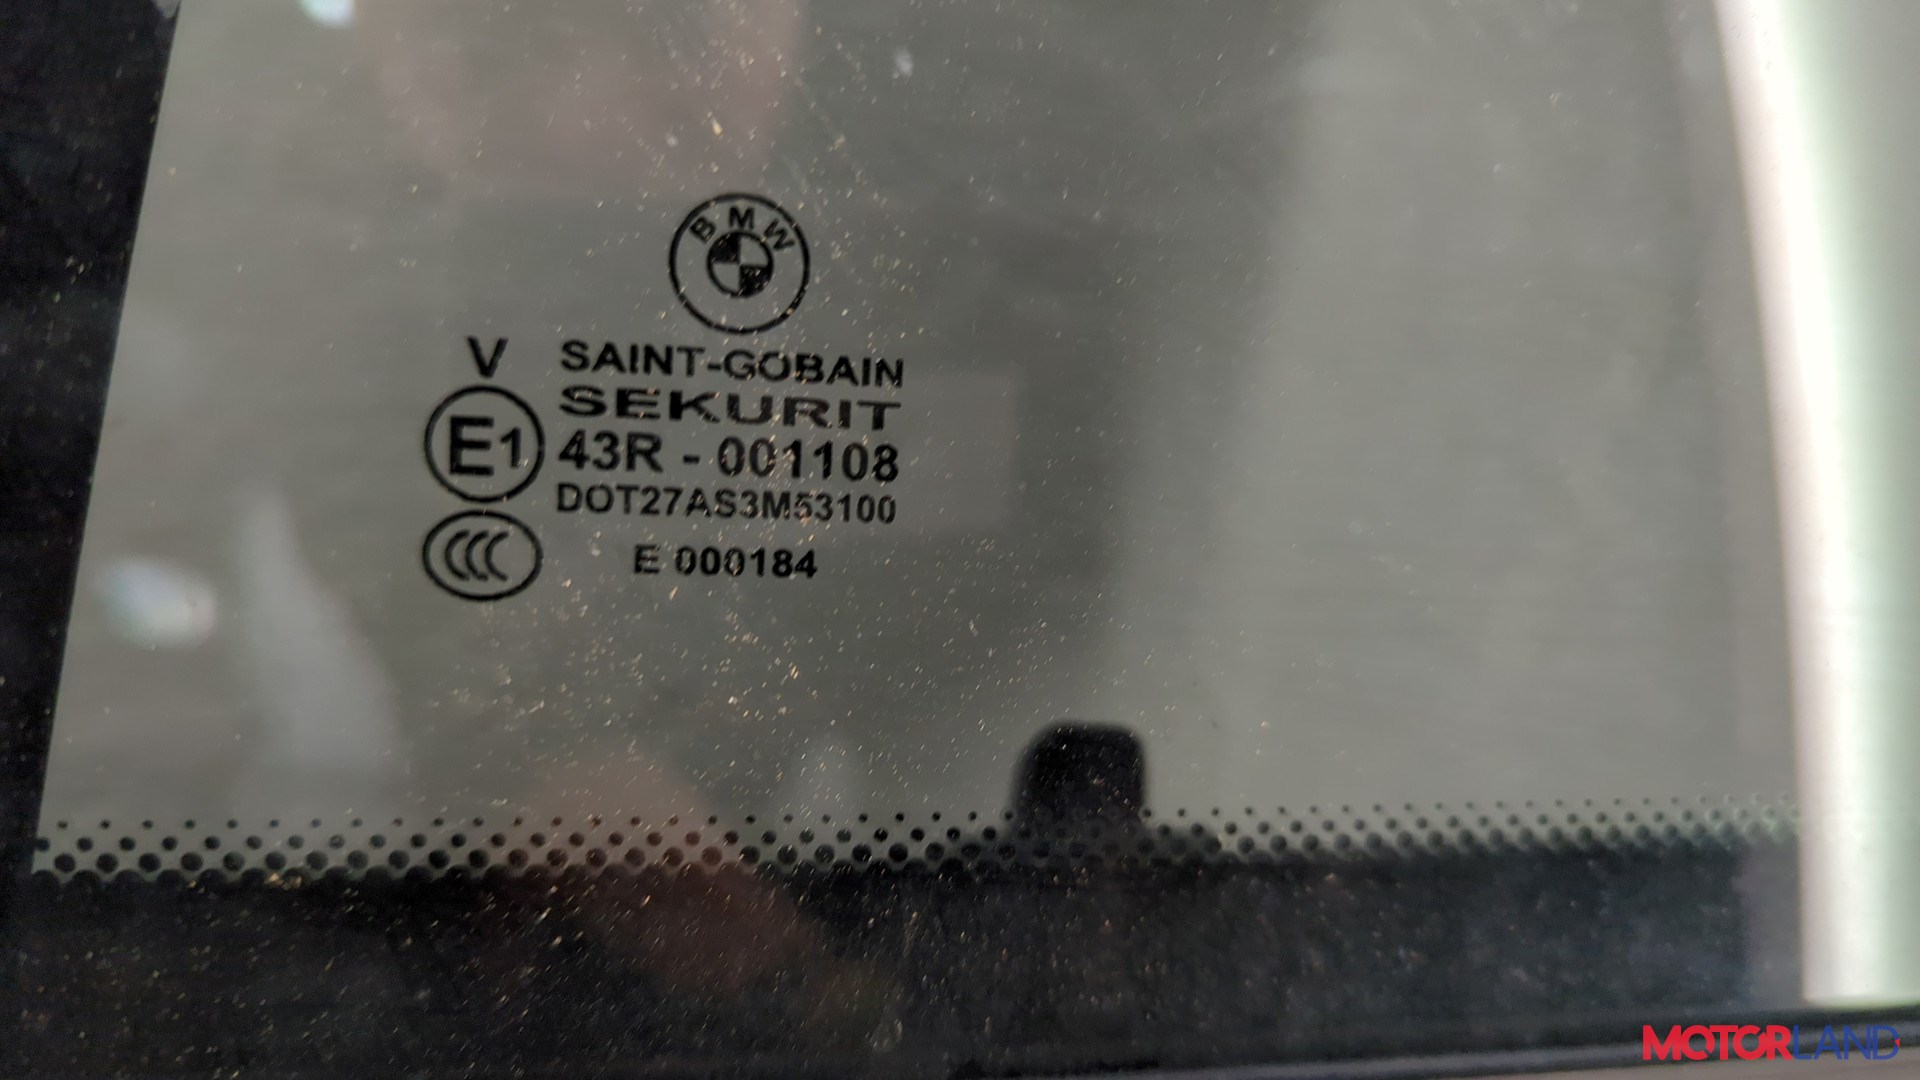 BMW
V SAINT-GOBAIN
SEKURIT
E1 43R - 001108
DOT27AS3M53100
CCC E 000184
MOTORLAND